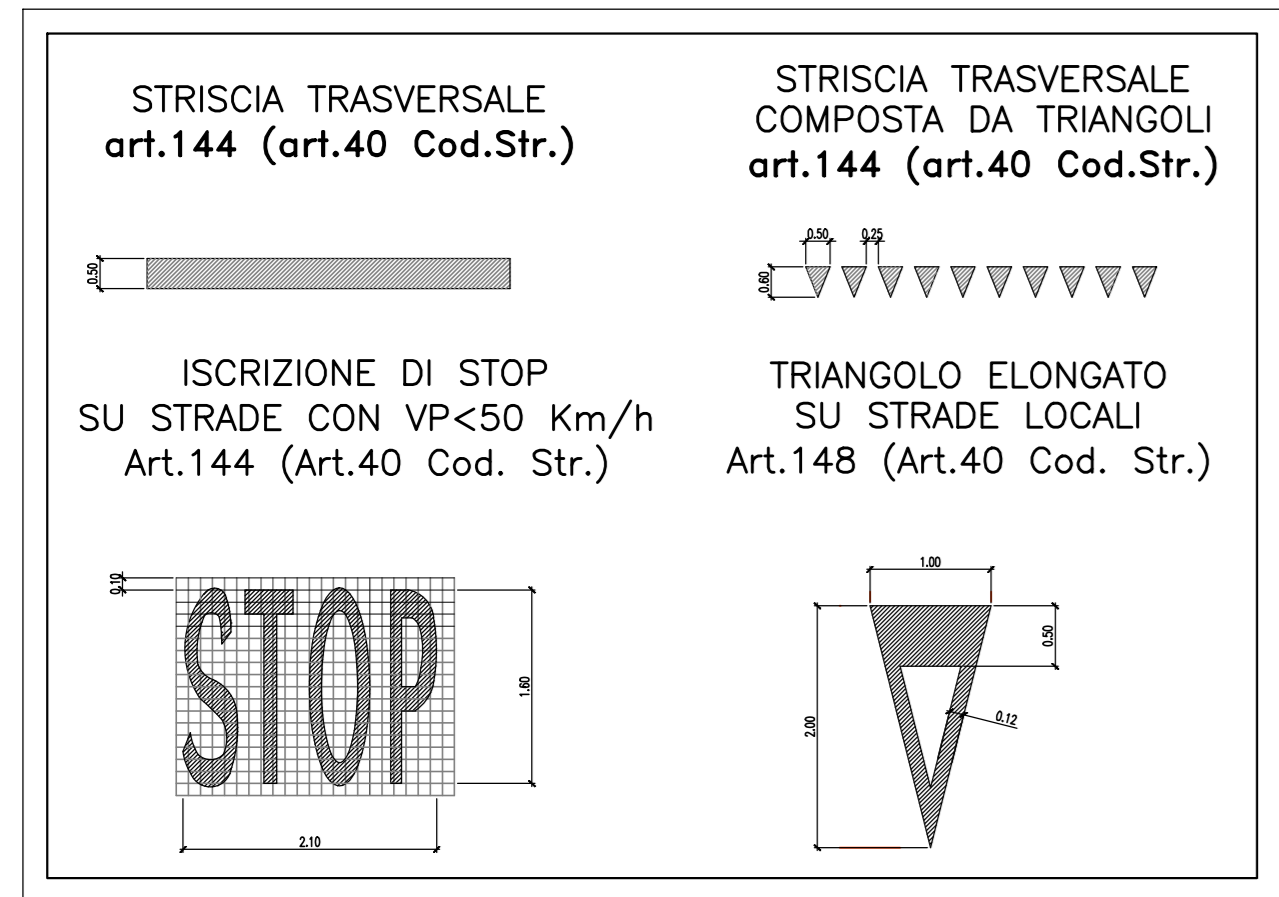 STRISCIA TRASVERSALE
art.144 (art.40 Cod.Str.)
0.50
STRISCIA TRASVERSALE
COMPOSTA DA TRIANGOLI
art.144 (art.40 Cod.Str.)
0.50
0.25
0.60
ISCRIZIONE DI STOP
SU STRADE CON VP<50 Km/h
Art.144 (Art.40 Cod. Str.)
0.10
STOP
1.60
2.10
TRIANGOLO ELONGATO
SU STRADE LOCALI
Art.148 (Art.40 Cod. Str.)
1.00
0.50
2.00
0.12